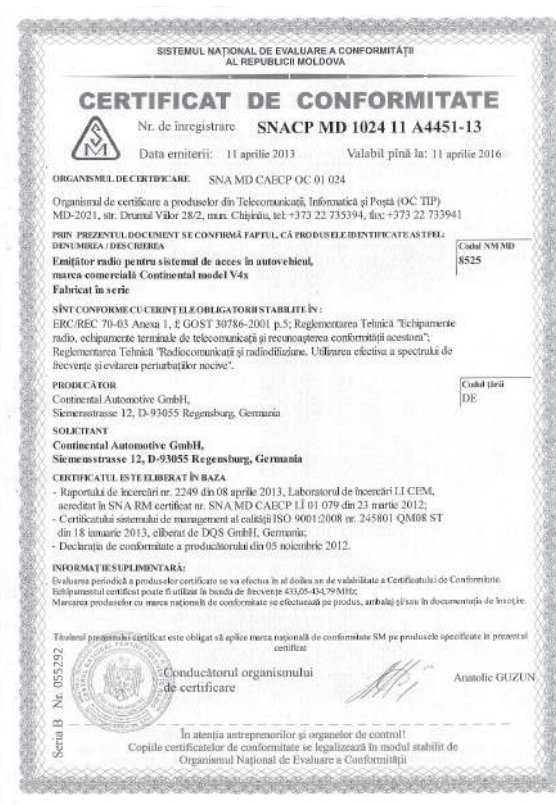 SISTEMUL NAȚIONAL DE EVALUARE A CONFORMITĂȚII
AL REPUBLICII MOLDOVA
CERTIFICAT DE CONFORMITATE
Nr. de înregistrare SNACP MD 1024 11 A4451-13
Data emiterii: 11 aprilie 2013 Valabil pînă la: 11 aprilie 2016
ORGANISMUL DE CERTIFICARE SNA MD CAECP OC 01 024
Organismul de certificare a produselor din Telecomunicații, Informatică și Poștă (OC TIP)
MD-2021, str. Drumul Viilor 28/2, mun. Chișinău, tel: +373 22 735394, fax: +373 22 733941
PRIN PREZENTUL DOCUMENT SE CONFIRMĂ FAPTUL, CĂ PRODUSELE IDENTIFICATE ASTFEL:
DENUMIREA / DESCRIEREA
Codul NM MD
Emițător radio pentru sistemul de acces în autovehicul,
8525
marca comercială Continental model V4x
Fabricat în serie
SÎNT CONFORME CU CERINȚELE OBLIGATORII STABILITE ÎN :
ERC/REC 70-03 Anexa 1, f; GOST 30786-2001 p.5; Reglementarea Tehnică "Echipamente
radio, echipamente terminale de telecomunicații și recunoașterea conformității acestora";
Reglementarea Tehnică "Radiocomunicații și radiodifuziune. Utilizarea efectiva a spectrului de
frecvențe și evitarea perturbațiilor nocive".
PRODUCĂTOR
Codul țării
Continental Automotive GmbH,
DE
Siemensstrasse 12, D-93055 Regensburg, Germania
SOLICITANT
Continental Automotive GmbH,
Siemensstrasse 12, D-93055 Regensburg, Germania
CERTIFICATUL ESTE ELIBERAT ÎN BAZA
- Raportului de încercări nr. 2249 din 08 aprilie 2013, Laboratorul de încercări LI CEM,
acreditat în SNA RM certificat nr. SNA MD CAECP LÎ 01 079 din 23 martie 2012;
- Certificatului sistemului de management al calității ISO 9001:2008 nr. 245801 QM08 ST
din 18 ianuarie 2013, eliberat de DQS GmbH, Germania;
- Declarația de conformitate a producătorului din 05 noiembrie 2012.
INFORMAȚIE SUPLIMENTARĂ:
Evaluarea periodică a produselor certificate se va efectua în al doilea an de valabilitate a Certificatului de Conformitate.
Echipamentul certificat poate fi utilizat în banda de frecvențe 433,05-434,79 MHz;
Marcarea produselor cu marca națională de conformitate se efectuează pe produs, ambalaj și/sau în documentația de însoțire.
Titularul prezentului certificat este obligat să aplice marca națională de conformitate SM pe produsele specificate în prezentul
certificat
Conducătorul organismului
de certificare
Anatolie GUZUN
Seria B Nr. 055292
În atenția antreprenorilor și organelor de control!
Copiile certificatelor de conformitate se legalizează în modul stabilit de
Organismul Național de Evaluare a Conformității